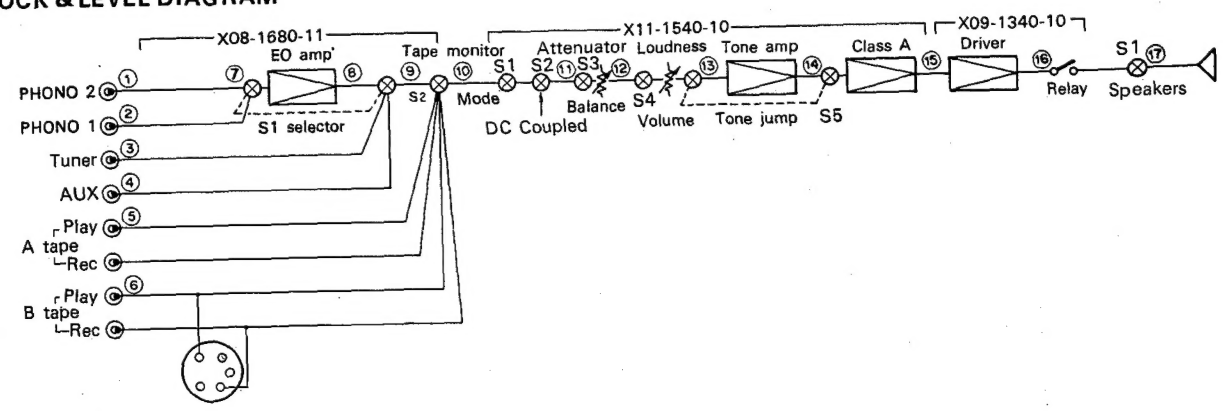 OCK & LEVEL DIAGRAM
X08-1680-11
X11-1540-10
X09-1340-10
EO amp'
Tape monitor
Attenuator
Loudness
Tone amp
Class A
Driver
S1
S2
S3
S1
⑦
⑧
⑨
⑩
⑪
⑫
⑬
⑭
⑮
⑯
⑰
PHONO 2
①
S2
Mode
Balance
S4
Relay
Speakers
PHONO 1
②
S1 selector
DC Coupled
Volume
Tone jump
S5
Tuner
③
AUX
④
Play
⑤
A tape
Rec
Play
⑥
B tape
Rec